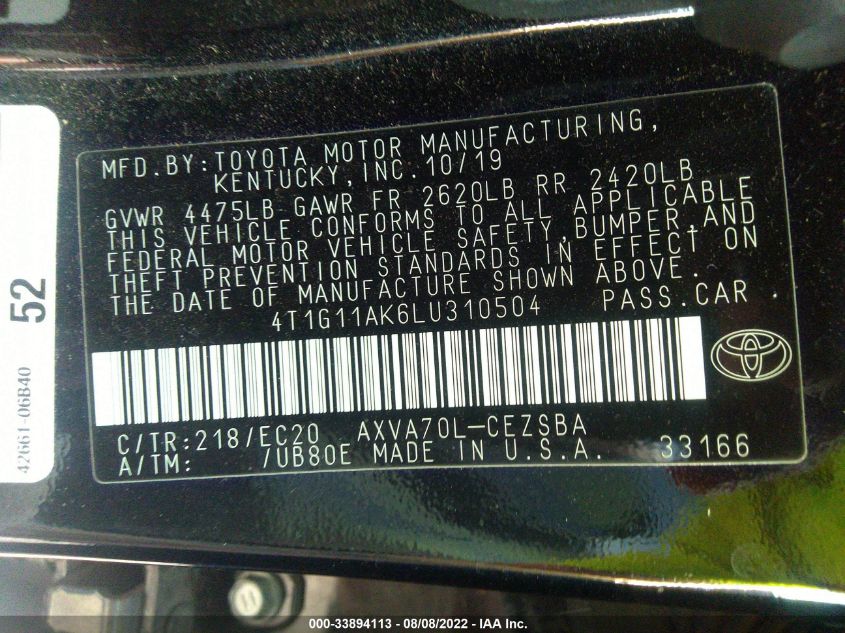 MFD.BY:TOYOTA MOTOR MANUFACTURING,
KENTUCKY,INC.10/19
GVWR 4475LB GAWR FR 2620LB RR 2420LB
THIS VEHICLE CONFORMS TO ALL APPLICABLE
FEDERAL MOTOR VEHICLE SAFETY,BUMPER,AND
THEFT PREVENTION STANDARDS IN EFFECT ON
THE DATE OF MANUFACTURE SHOWN ABOVE.
4T1G11AK6LU310504 PASS.CAR
C/TR:218/EC20 AXVA70L-CEZSBA
A/TM: /UB80E MADE IN U.S.A. 33166
52
42661-06B40
000-33894113 - 08/08/2022 - IAA Inc.